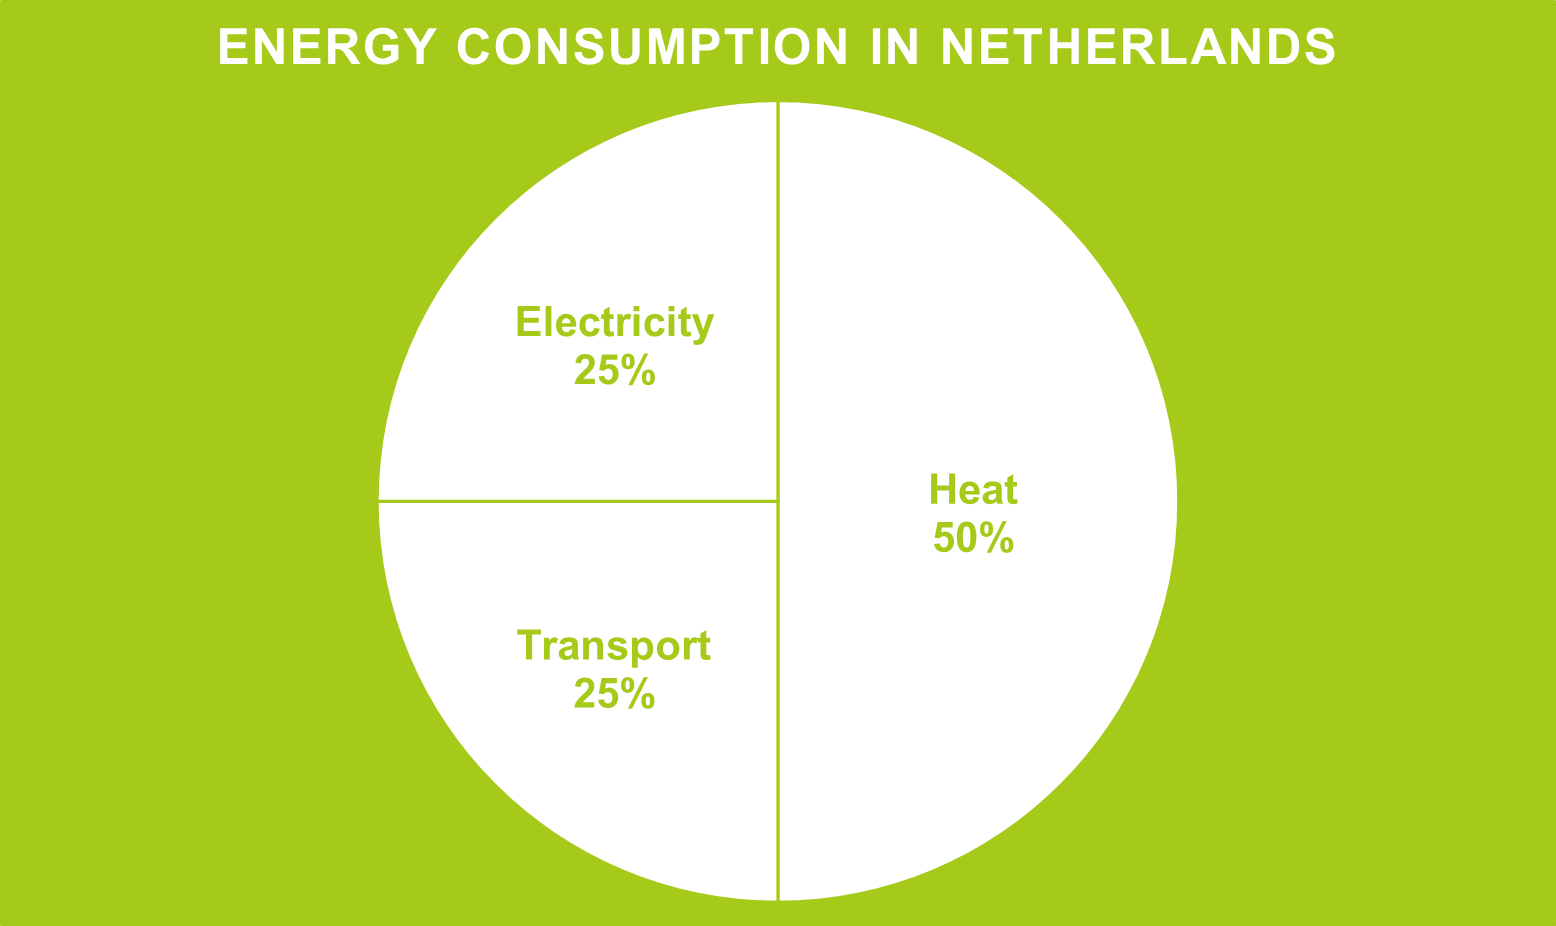 ENERGY CONSUMPTION IN NETHERLANDS
Electricity
25%
Heat
50%
Transport
25%